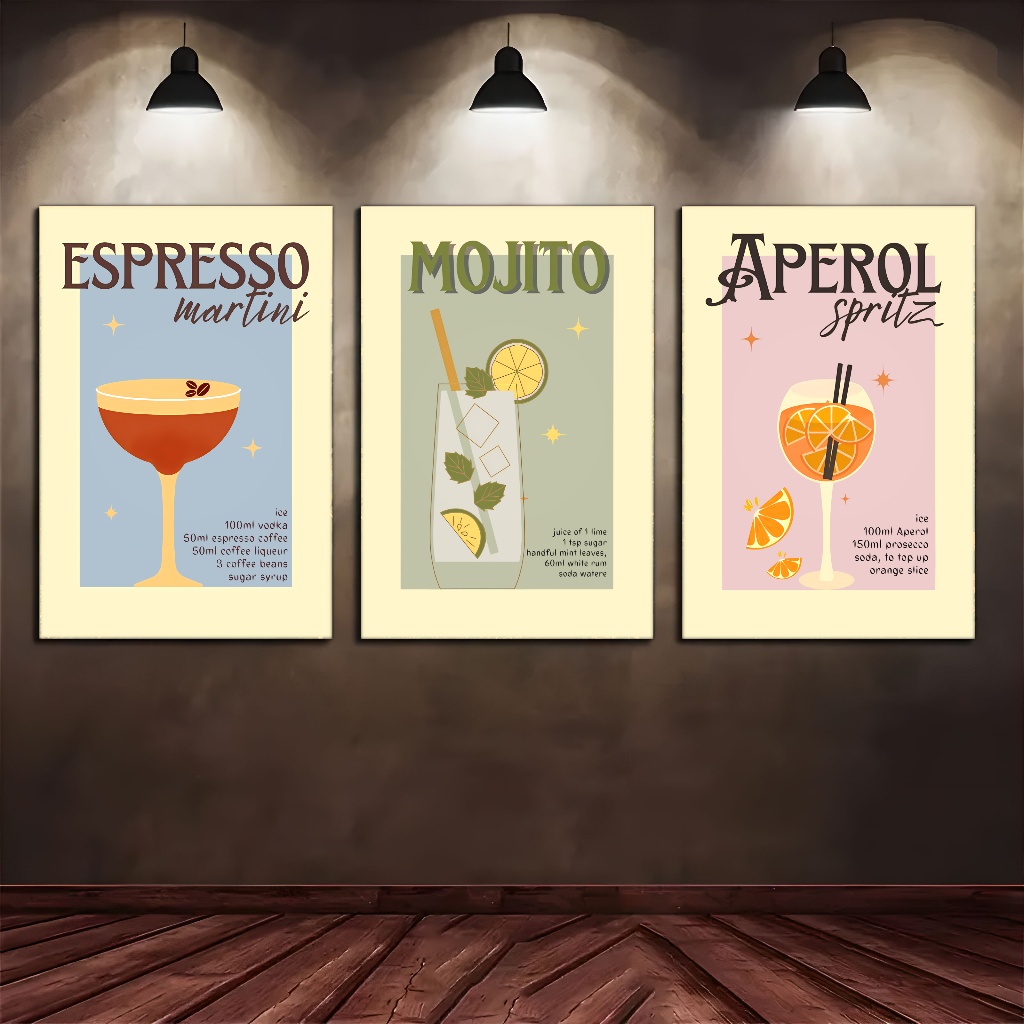 ESPRESSO
martini
ice
100ml vodka
50ml espresso coffee
50ml coffee liqueur
3 coffee beans
sugar syrup
MOJITO
juice of 1 lime
1 tsp sugar
handful mint leaves,
60ml white rum
soda watere
APEROL
spritz
ice
100ml Aperol
150ml prosecco
soda, to top up
orange slice